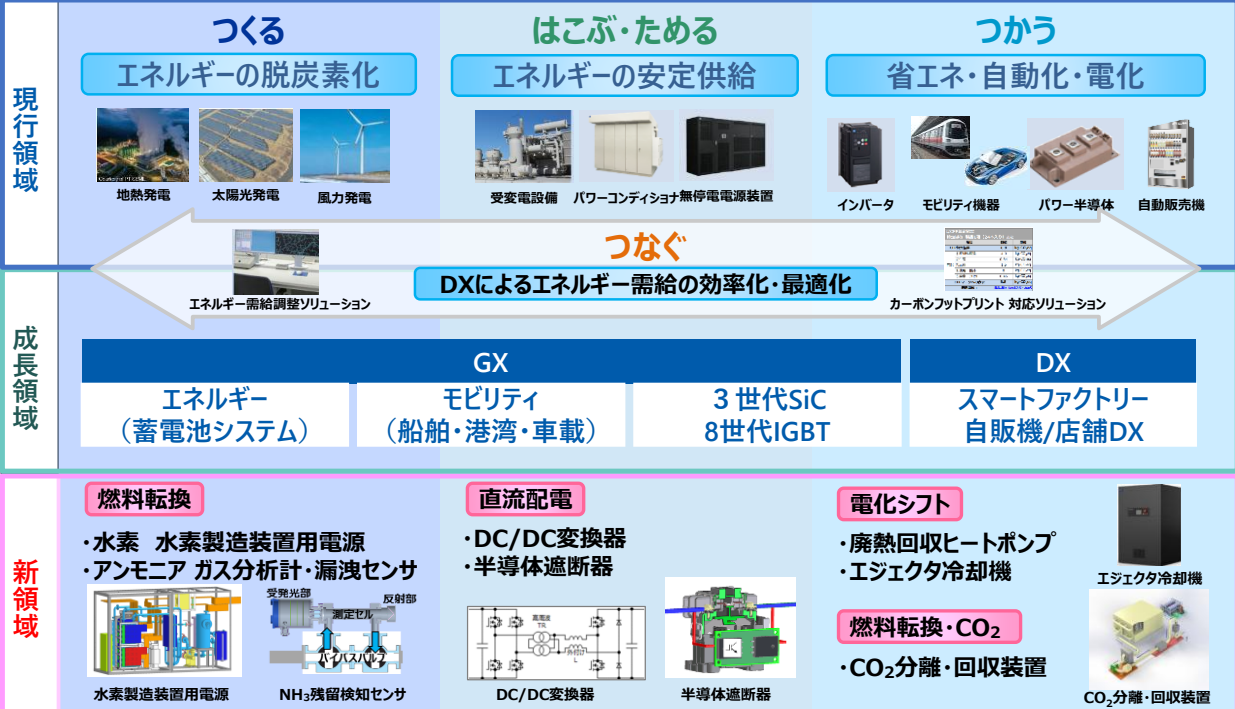 現行領域
つくる
エネルギーの脱炭素化
地熱発電
太陽光発電
風力発電
はこぶ・ためる
エネルギーの安定供給
受変電設備
パワーコンディショナ
無停電電源装置
つかう
省エネ・自動化・電化
インバータ
モビリティ機器
パワー半導体
自動販売機
つなぐ
DXによるエネルギー需給の効率化・最適化
エネルギー需給調整ソリューション
カーボンフットプリント 対応ソリューション
成長領域
GX
エネルギー
（蓄電池システム）
モビリティ
（船舶・港湾・車載）
３世代SiC
8世代IGBT
DX
スマートファクトリー
自販機/店舗DX
新領域
燃料転換
・水素 水素製造装置用電源
・アンモニア ガス分析計・漏洩センサ
水素製造装置用電源
受発光部
反射部
測定セル
バイパスバルブ
NH₃残留検知センサ
直流配電
・DC/DC変換器
・半導体遮断器
高周波
TR.
L
DC/DC変換器
半導体遮断器
電化シフト
・廃熱回収ヒートポンプ
・エジェクタ冷却機
エジェクタ冷却機
燃料転換・CO₂
・CO₂分離・回収装置
CO₂分離・回収装置